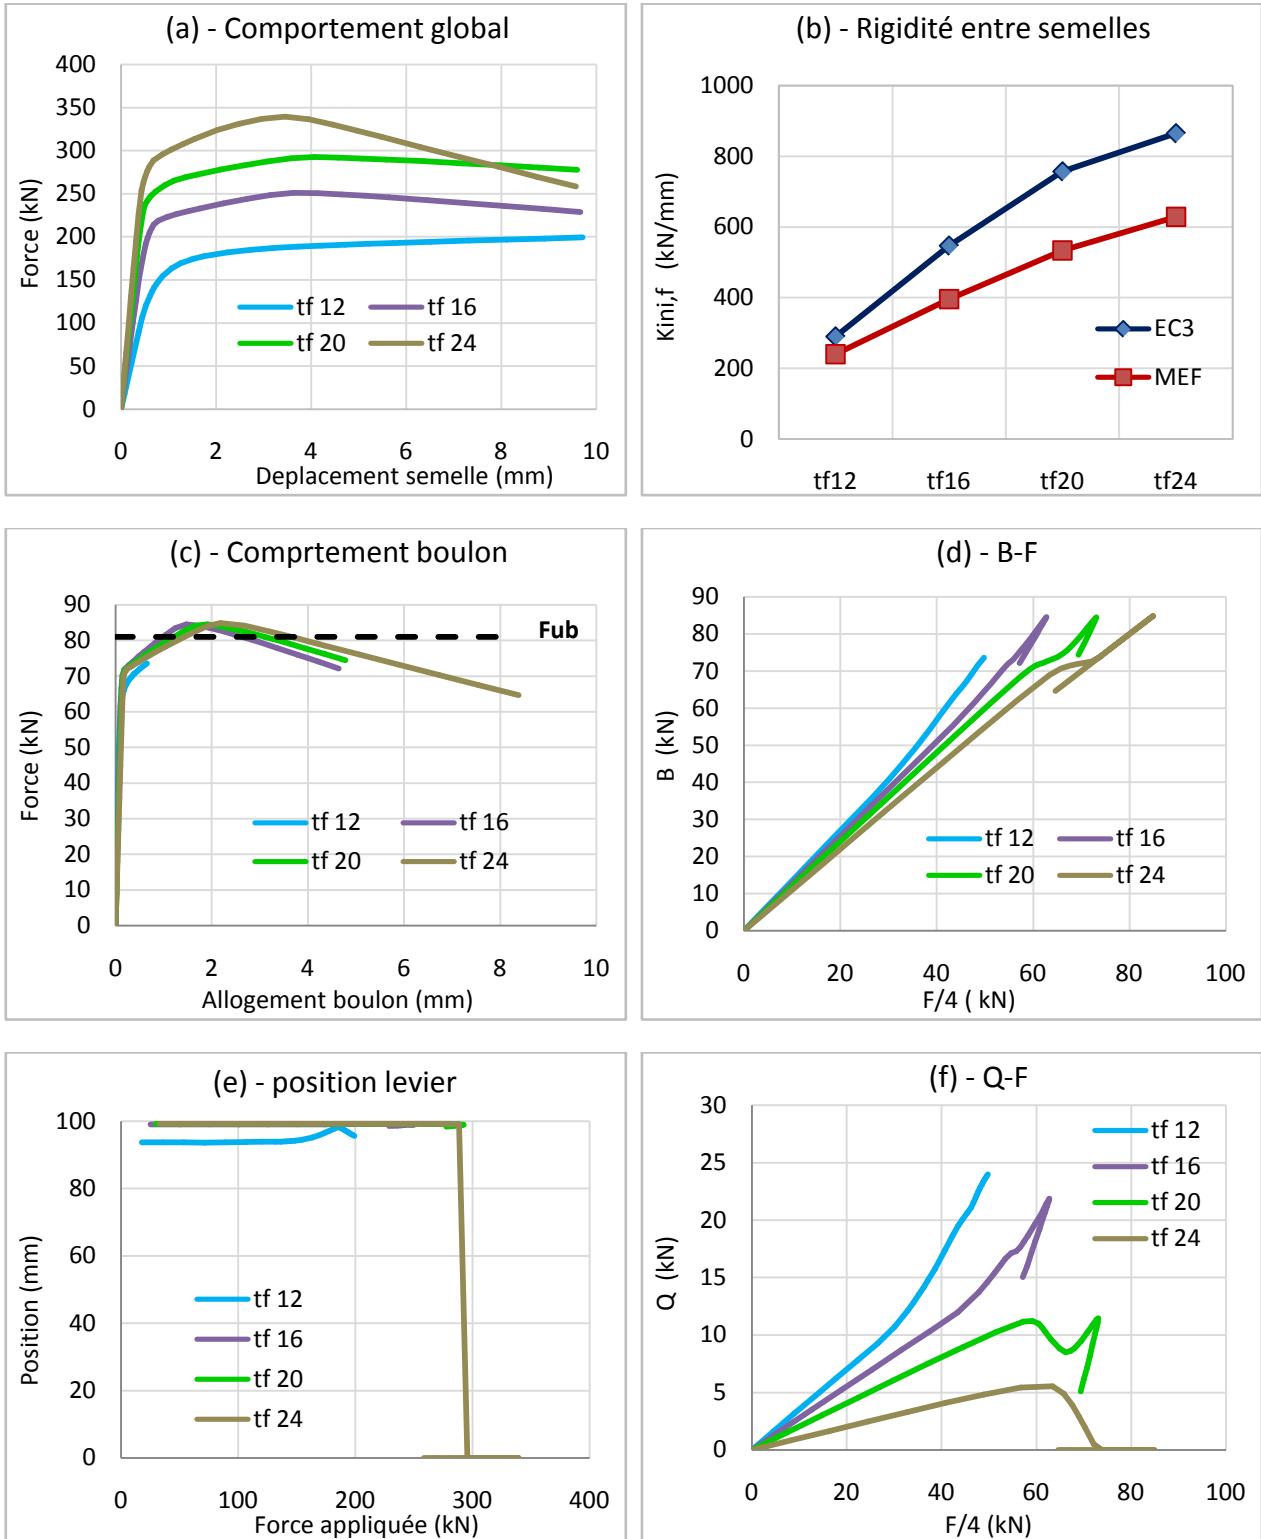 (a) - Comportement global
400
350
300
250
200
150
100
50
0
Force (kN)
tf 12 tf 16
tf 20 tf 24
0 2 4 6 8 10
Deplacement semelle (mm)
(b) - Rigidité entre semelles
1000
800
600
400
200
0
Kini,f (kN/mm)
EC3
MEF
tf12 tf16 tf20 tf24
(c) - Comprtement boulon
90
80
70
60
50
40
30
20
10
0
Force (kN)
Fub
tf 12 tf 16
tf 20 tf 24
0 2 4 6 8 10
Allogement boulon (mm)
(d) - B-F
90
80
70
60
50
40
30
20
10
0
B (kN)
tf 12 tf 16
tf 20 tf 24
0 20 40 60 80 100
F/4 ( kN)
(e) - position levier
100
80
60
40
20
0
Position (mm)
tf 12
tf 16
tf 20
tf 24
0 100 200 300 400
Force appliquée (kN)
(f) - Q-F
30
25
20
15
10
5
0
Q (kN)
tf 12
tf 16
tf 20
tf 24
0 20 40 60 80 100
F/4 (kN)